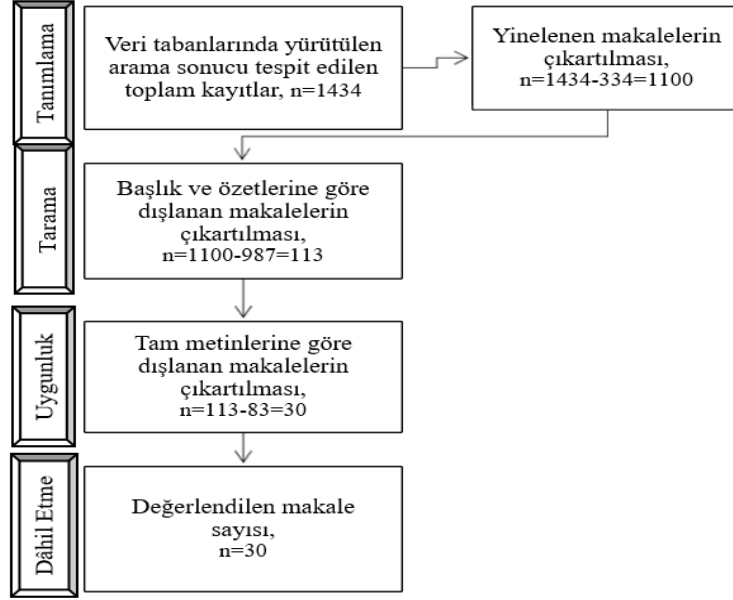 Tanımlama
Veri tabanlarında yürütülen
arama sonucu tespit edilen
toplam kayıtlar, n=1434
Yinelenen makalelerin
çıkartılması,
n=1434-334=1100
Tarama
Başlık ve özetlerine göre
dışlanan makalelerin
çıkartılması,
n=1100-987=113
Uygunluk
Tam metinlerine göre
dışlanan makalelerin
çıkartılması,
n=113-83=30
Dâhil Etme
Değerlendilen makale
sayısı,
n=30